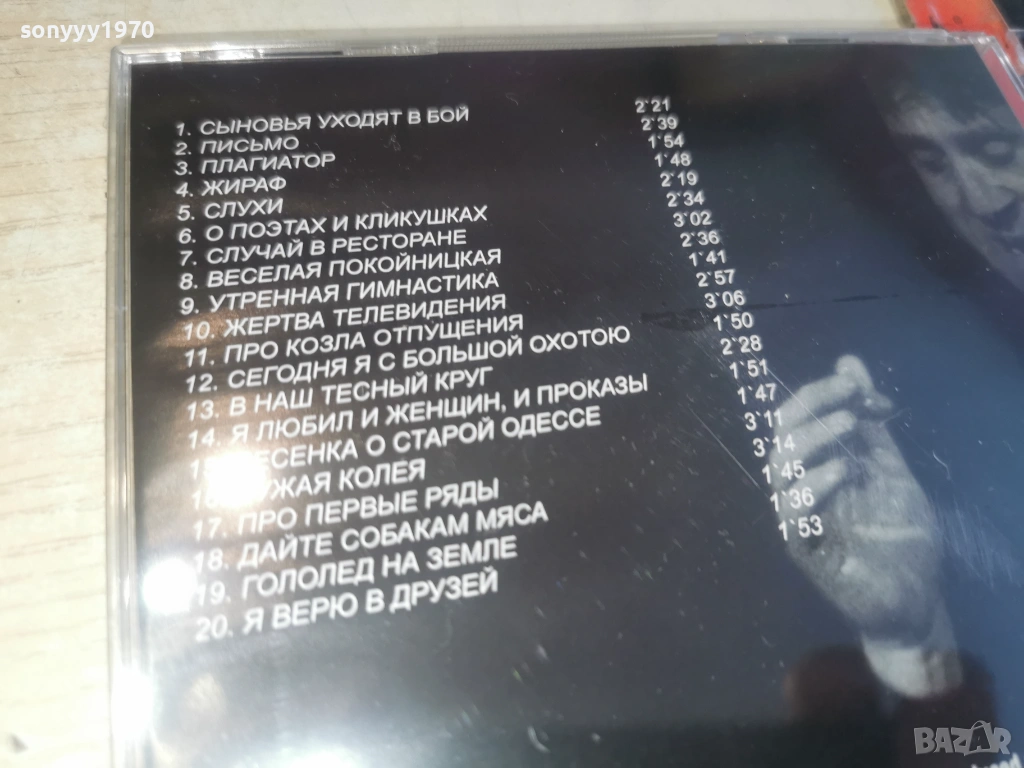 sonyyy1970
1. СЫНОВЬЯ УХОДЯТ В БОЙ 2`21
2. ПИСЬМО 2`39
3. ПЛАГИАТОР 1`54
4. ЖИРАФ 1`48
5. СЛУХИ 2`19
6. О ПОЭТАХ И КЛИКУШКАХ 2`34
7. СЛУЧАЙ В РЕСТОРАНЕ 3`02
8. ВЕСЕЛАЯ ПОКОЙНИЦКАЯ 2`36
9. УТРЕННАЯ ГИМНАСТИКА 1`41
10. ЖЕРТВА ТЕЛЕВИДЕНИЯ 2`57
11. ПРО КОЗЛА ОТПУЩЕНИЯ 3`06
12. СЕГОДНЯ Я С БОЛЬШОЙ ОХОТОЮ 1`50
13. В НАШ ТЕСНЫЙ КРУГ 2`28
14. Я ЛЮБИЛ И ЖЕНЩИН, И ПРОКАЗЫ 1`51
15. ПЕСЕНКА О СТАРОЙ ОДЕССЕ 1`47
16. ЧУЖАЯ КОЛЕЯ 3`11
17. ПРО ПЕРВЫЕ РЯДЫ 3`14
18. ДАЙТЕ СОБАКАМ МЯСА 1`45
19. ГОЛОЛЕД НА ЗЕМЛЕ 1`36
20. Я ВЕРЮ В ДРУЗЕЙ 1`53
BAZAR